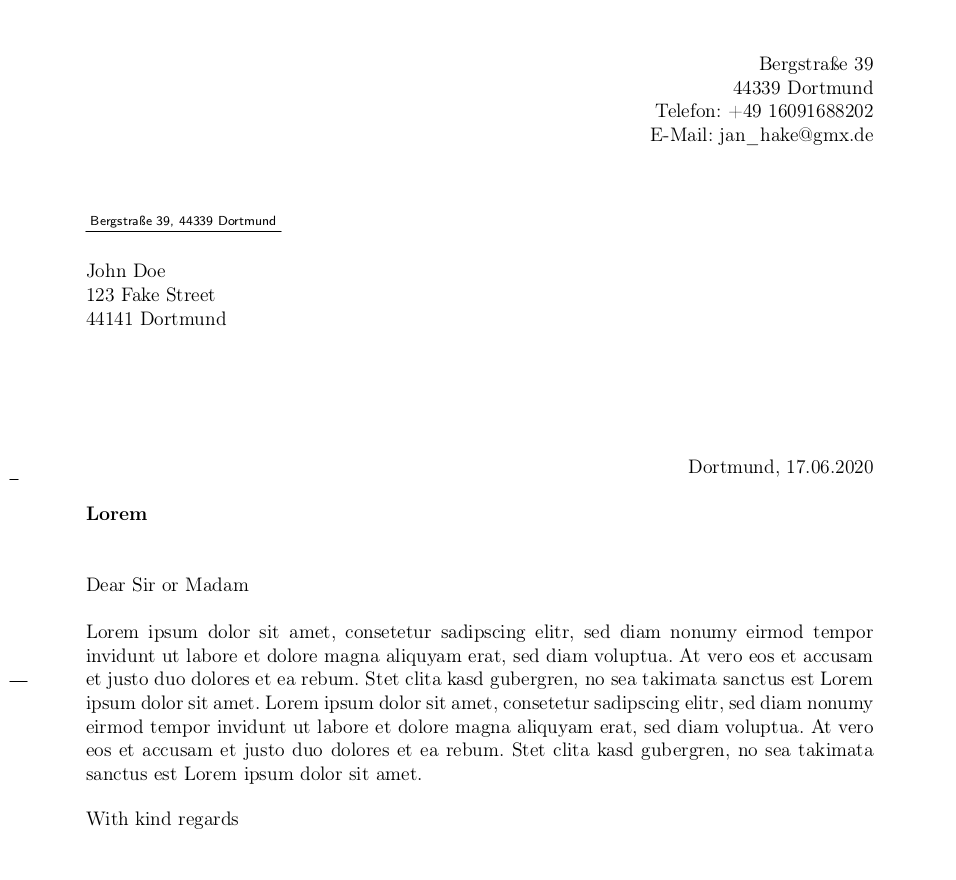 Bergstraße 39
44339 Dortmund
Telefon: +49 16091688202
E-Mail: jan_hake@gmx.de
Bergstraße 39, 44339 Dortmund
John Doe
123 Fake Street
44141 Dortmund
Dortmund, 17.06.2020
Lorem
Dear Sir or Madam
Lorem ipsum dolor sit amet, consetetur sadipscing elitr, sed diam nonumy eirmod tempor
invidunt ut labore et dolore magna aliquyam erat, sed diam voluptua. At vero eos et accusam
et justo duo dolores et ea rebum. Stet clita kasd gubergren, no sea takimata sanctus est Lorem
ipsum dolor sit amet. Lorem ipsum dolor sit amet, consetetur sadipscing elitr, sed diam nonumy
eirmod tempor invidunt ut labore et dolore magna aliquyam erat, sed diam voluptua. At vero
eos et accusam et justo duo dolores et ea rebum. Stet clita kasd gubergren, no sea takimata
sanctus est Lorem ipsum dolor sit amet.
With kind regards